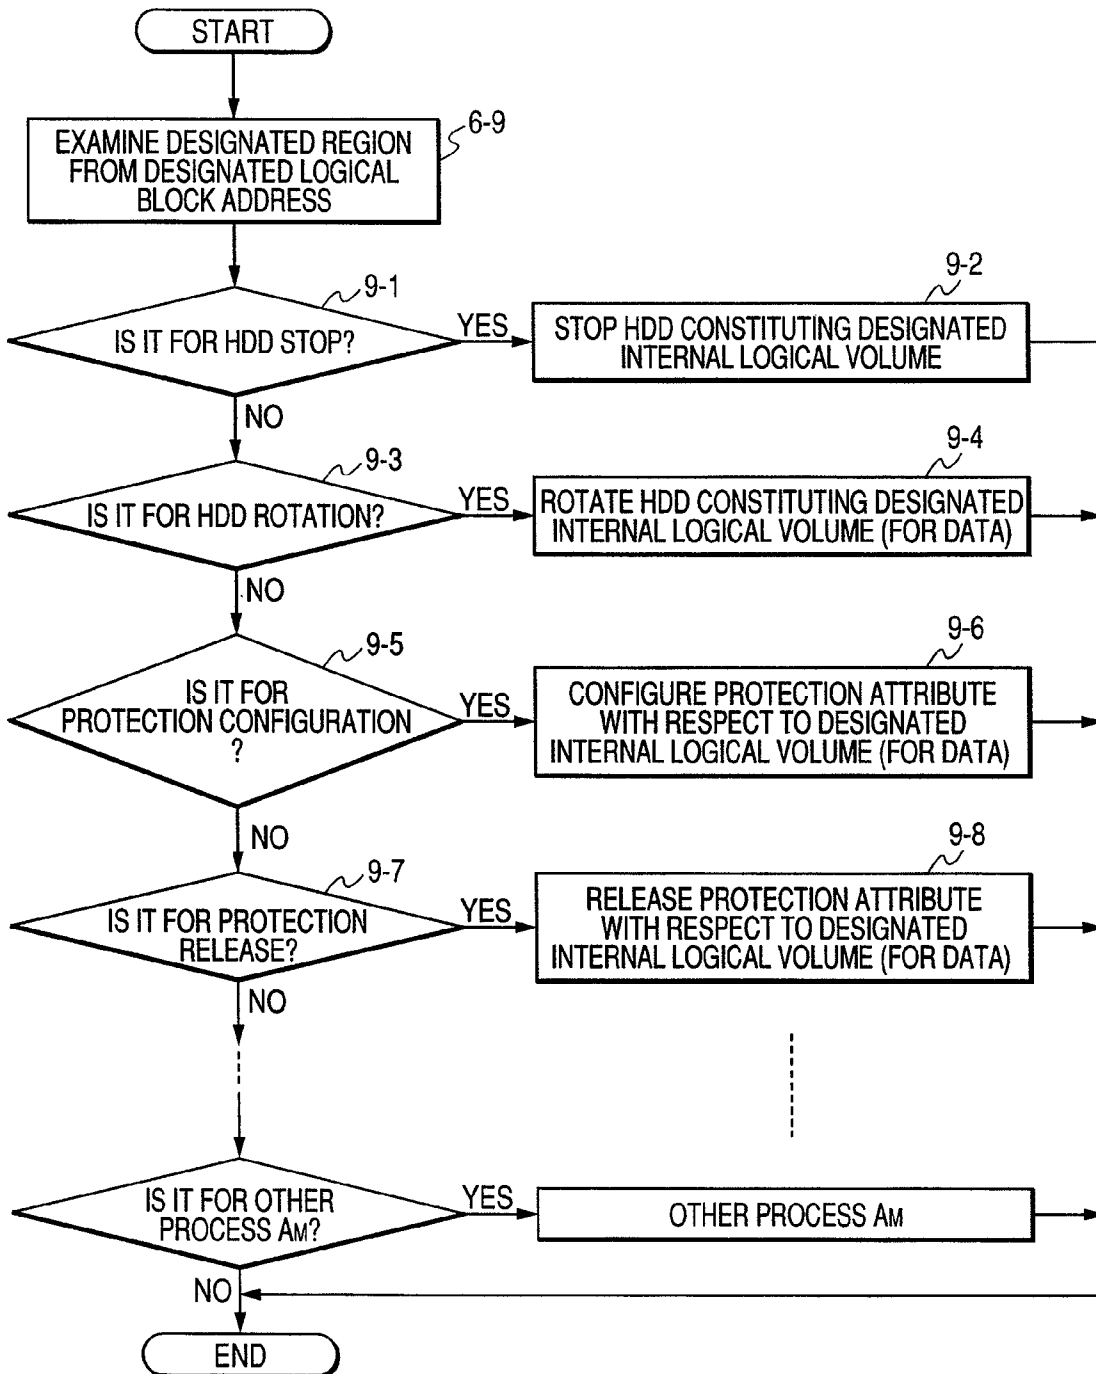 START
6-9
EXAMINE DESIGNATED REGION
FROM DESIGNATED LOGICAL
BLOCK ADDRESS
9-1
IS IT FOR HDD STOP?
YES
9-2
STOP HDD CONSTITUTING DESIGNATED
INTERNAL LOGICAL VOLUME
NO
9-3
IS IT FOR HDD ROTATION?
YES
9-4
ROTATE HDD CONSTITUTING DESIGNATED
INTERNAL LOGICAL VOLUME (FOR DATA)
NO
9-5
IS IT FOR
PROTECTION CONFIGURATION
?
YES
9-6
CONFIGURE PROTECTION ATTRIBUTE
WITH RESPECT TO DESIGNATED
INTERNAL LOGICAL VOLUME (FOR DATA)
NO
9-7
IS IT FOR PROTECTION
RELEASE?
YES
9-8
RELEASE PROTECTION ATTRIBUTE
WITH RESPECT TO DESIGNATED
INTERNAL LOGICAL VOLUME (FOR DATA)
NO
IS IT FOR OTHER
PROCESS AM?
YES
OTHER PROCESS AM
NO
END